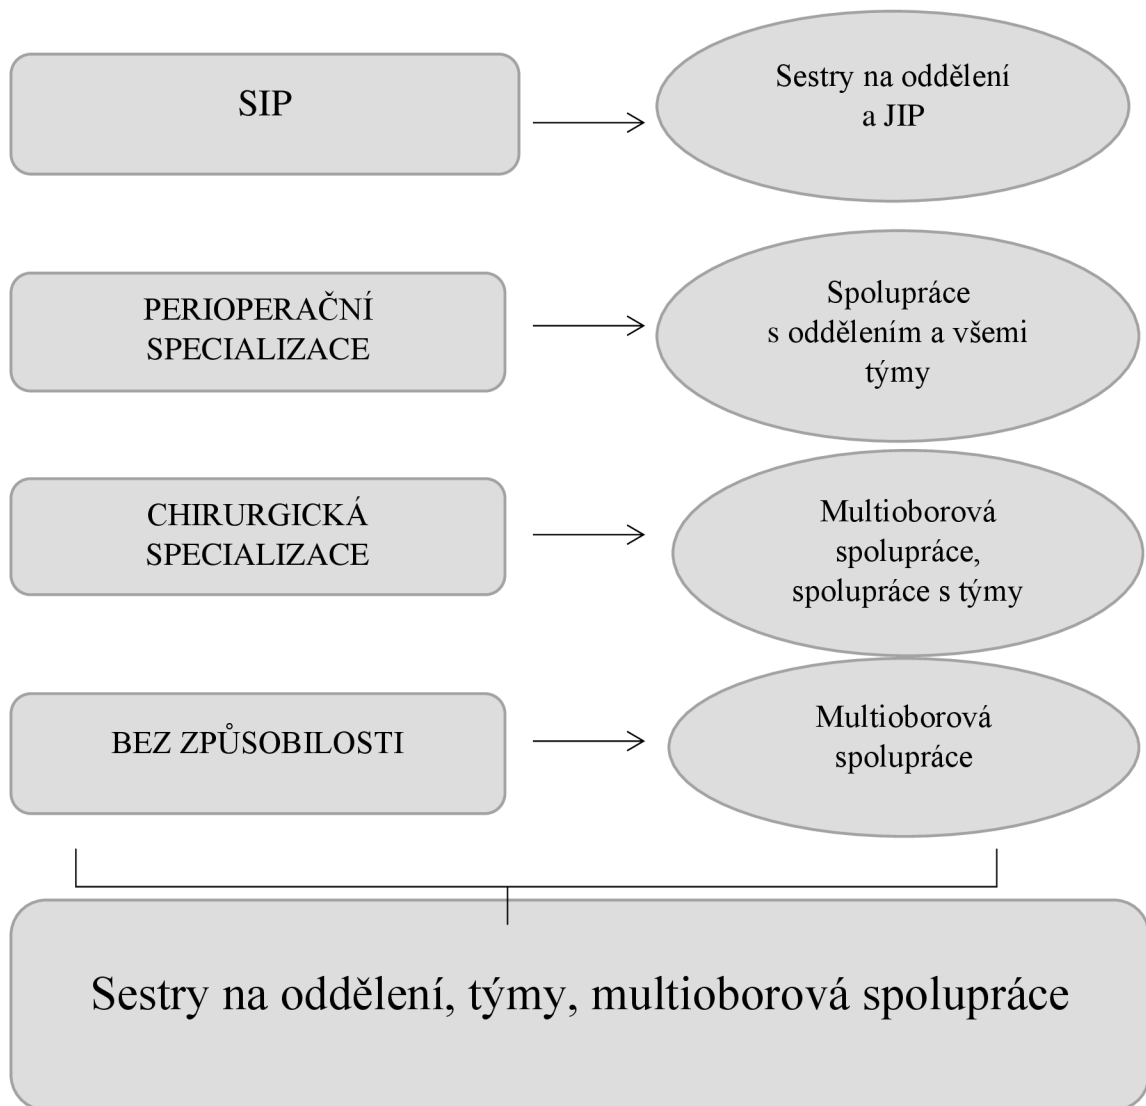 SIP
Sestry na oddělení
a JIP
PERIOPERAČNÍ
SPECIALIZACE
Spolupráce
s oddělením a všemi
týmy
CHIRURGICKÁ
SPECIALIZACE
Multioborová
spolupráce,
spolupráce s týmy
BEZ ZPŮSOBILOSTI
Multioborová
spolupráce
Sestry na oddělení, týmy, multioborová spolupráce